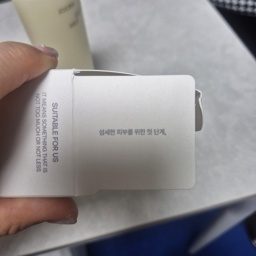 섬세한 피부를 위한 첫 단계,
SUITABLE FOR US
IT MEANS SOMETHING THAT IS
NOT TOO MUCH OR NOT LESS